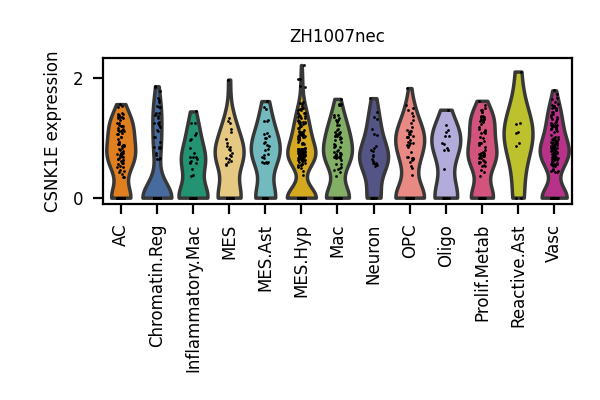 ZH1007nec
CSNK1E expression
2
0
AC
Chromatin.Reg
Inflammatory.Mac
MES
MES.Ast
MES.Hyp
Mac
Neuron
OPC
Oligo
Prolif.Metab
Reactive.Ast
Vasc